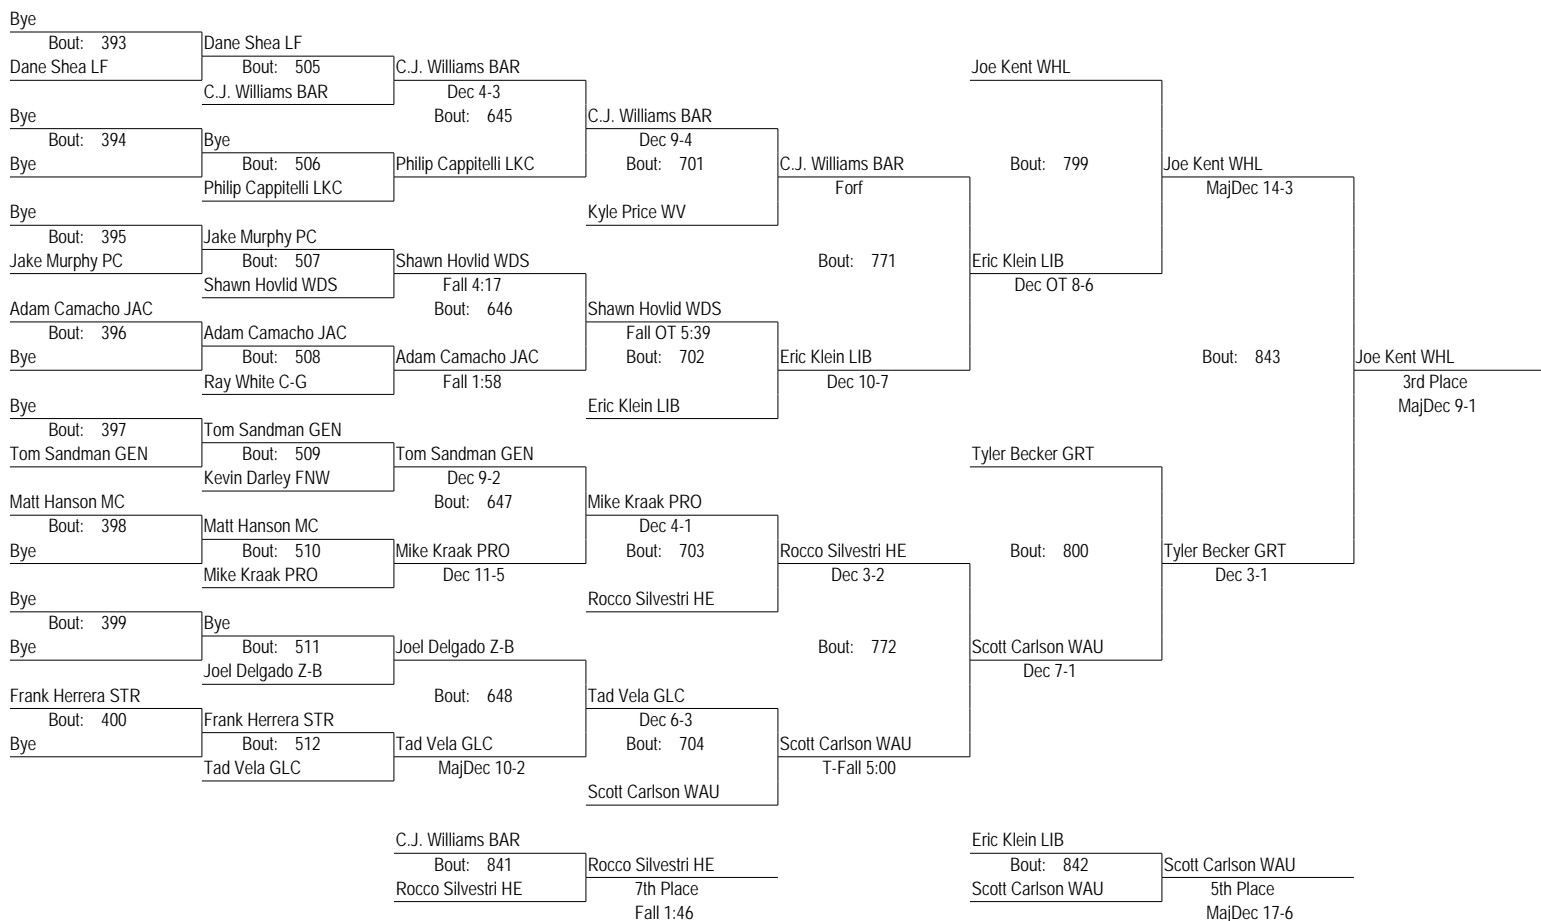 Bye
Bout: 393
Dane Shea LF
Dane Shea LF
Bout: 505
C.J. Williams BAR
C.J. Williams BAR
Dec 4-3
Bout: 645
Bye
Bout: 394
Bye
Bye
Bout: 506
Philip Cappitelli LKC
Philip Cappitelli LKC
C.J. Williams BAR
Dec 9-4
Bout: 701
Kyle Price WV
C.J. Williams BAR
Forf
Bye
Bout: 395
Jake Murphy PC
Jake Murphy PC
Bout: 507
Shawn Hovlid WDS
Shawn Hovlid WDS
Fall 4:17
Bout: 646
Adam Camacho JAC
Bout: 396
Bye
Adam Camacho JAC
Bout: 508
Ray White C-G
Adam Camacho JAC
Fall 1:58
Shawn Hovlid WDS
Fall OT 5:39
Bout: 702
Eric Klein LIB
Eric Klein LIB
Dec 10-7
Bout: 771
Bye
Bout: 397
Tom Sandman GEN
Tom Sandman GEN
Bout: 509
Kevin Darley FNW
Tom Sandman GEN
Dec 9-2
Bout: 647
Matt Hanson MC
Bout: 398
Bye
Matt Hanson MC
Bout: 510
Mike Kraak PRO
Mike Kraak PRO
Dec 11-5
Mike Kraak PRO
Dec 4-1
Bout: 703
Rocco Silvestri HE
Rocco Silvestri HE
Dec 3-2
Bye
Bout: 399
Bye
Bye
Bout: 511
Joel Delgado Z-B
Joel Delgado Z-B
Bout: 648
Frank Herrera STR
Bout: 400
Bye
Frank Herrera STR
Bout: 512
Tad Vela GLC
Tad Vela GLC
MajDec 10-2
Tad Vela GLC
Dec 6-3
Bout: 704
Scott Carlson WAU
Scott Carlson WAU
T-Fall 5:00
Bout: 772
Joe Kent WHL
Bout: 799
Eric Klein LIB
Dec OT 8-6
Joe Kent WHL
MajDec 14-3
Tyler Becker GRT
Bout: 800
Scott Carlson WAU
Dec 7-1
Tyler Becker GRT
Dec 3-1
Bout: 843
Joe Kent WHL
3rd Place
MajDec 9-1
C.J. Williams BAR
Bout: 841
Rocco Silvestri HE
Rocco Silvestri HE
7th Place
Fall 1:46
Eric Klein LIB
Bout: 842
Scott Carlson WAU
Scott Carlson WAU
5th Place
MajDec 17-6